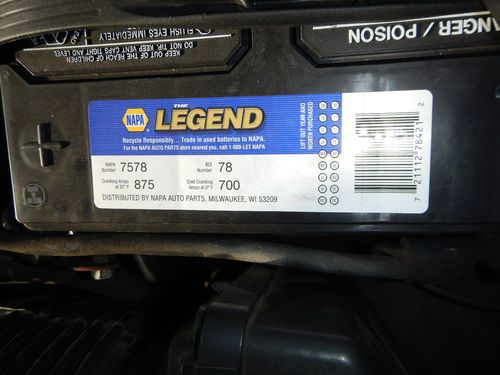 FLUSH EYES IMMEDIATELY
DO NOT TIP. KEEP VENT CAPS TIGHT AND LEVEL
KEEP OUT OF THE REACH OF CHILDREN
DANGER / POISON
NAPA
THE
LEGEND
Recycle Responsibly... Trade in used batteries to NAPA.
For the NAPA AUTO PARTS store nearest you, call 1-800-LET NAPA
NAPA Number 7578
BCI Number 78
Cranking Amps at 32° F 875
Cold Cranking Amps at 0° F 700
DISTRIBUTED BY NAPA AUTO PARTS, MILWAUKEE, WI 53209
LIFT OUT YEAR AND
MONTH PURCHASED
7 21112 78421 2
MADE IN MEXICO